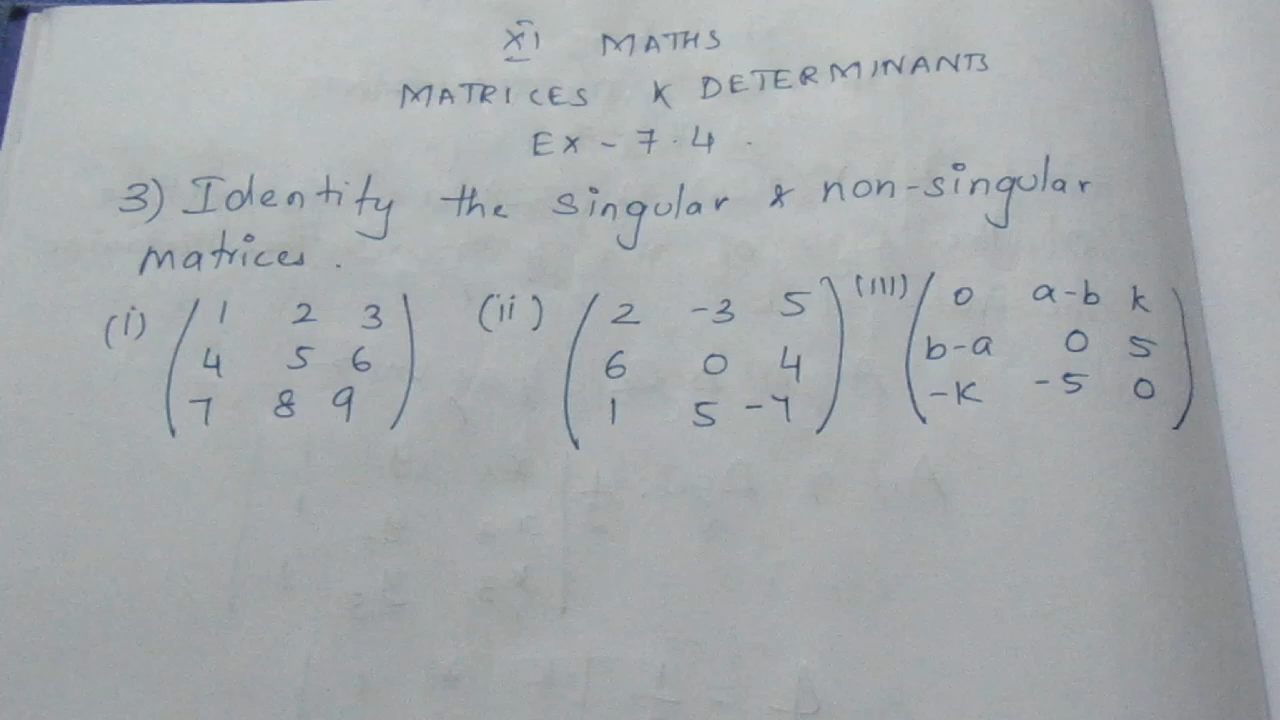 XI MATHS
MATRICES & DETERMINANTS
EX - 7.4.
3) Identify the singular & non-singular
matrices.
(i) ( 1 2 3 (ii) ( 2 -3 5 ) (iii) ( 0 a-b k
4 5 6 ) 6 0 4 b-a 0 5
7 8 9 1 5 -7 -k -5 0 )